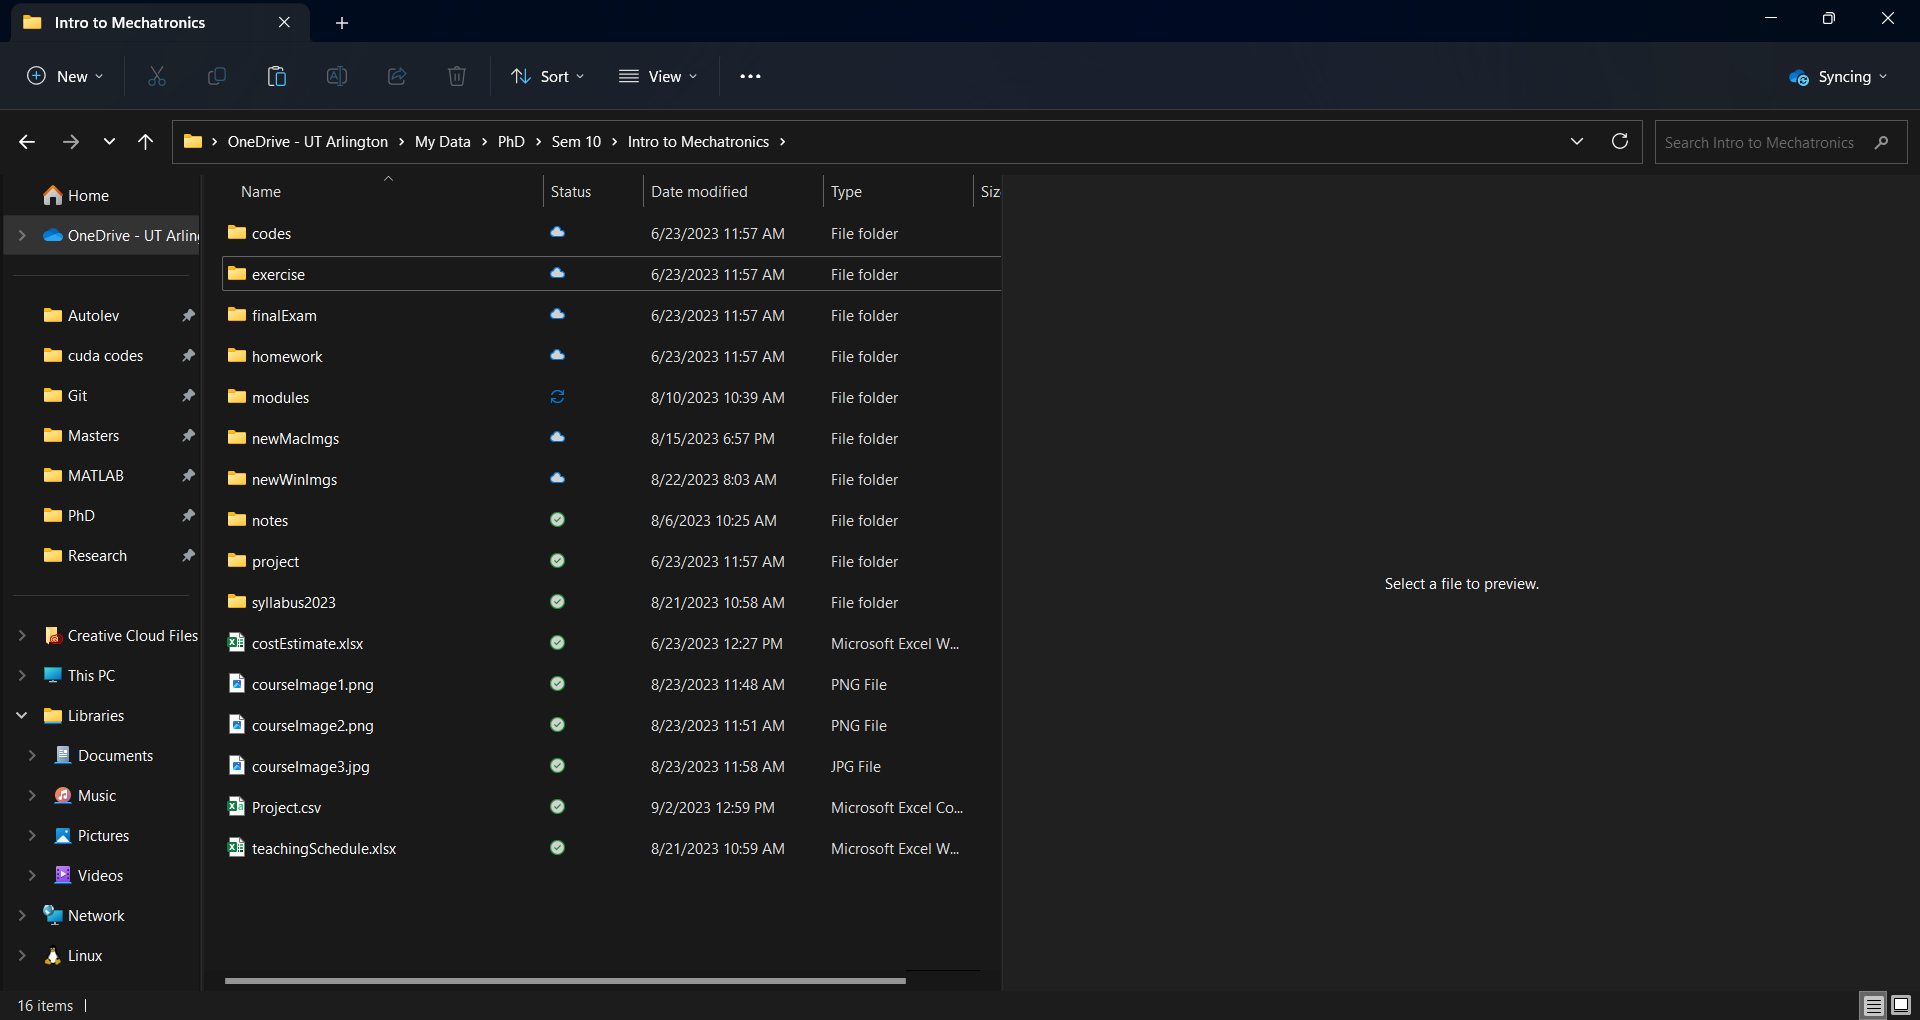 Intro to Mechatronics
New
Sort
View
Syncing
OneDrive - UT Arlington > My Data > PhD > Sem 10 > Intro to Mechatronics >
Search Intro to Mechatronics
Home
OneDrive - UT Arling
Autolev
cuda codes
Git
Masters
MATLAB
PhD
Research
Creative Cloud Files
This PC
Libraries
Documents
Music
Pictures
Videos
Network
Linux
Name Status Date modified Type Siz
codes 6/23/2023 11:57 AM File folder
exercise 6/23/2023 11:57 AM File folder
finalExam 6/23/2023 11:57 AM File folder
homework 6/23/2023 11:57 AM File folder
modules 8/10/2023 10:39 AM File folder
newMacImgs 8/15/2023 6:57 PM File folder
newWinImgs 8/22/2023 8:03 AM File folder
notes 8/6/2023 10:25 AM File folder
project 6/23/2023 11:57 AM File folder
syllabus2023 8/21/2023 10:58 AM File folder
costEstimate.xlsx 6/23/2023 12:27 PM Microsoft Excel W...
courseImage1.png 8/23/2023 11:48 AM PNG File
courseImage2.png 8/23/2023 11:51 AM PNG File
courseImage3.jpg 8/23/2023 11:58 AM JPG File
Project.csv 9/2/2023 12:59 PM Microsoft Excel Co...
teachingSchedule.xlsx 8/21/2023 10:59 AM Microsoft Excel W...
Select a file to preview.
16 items